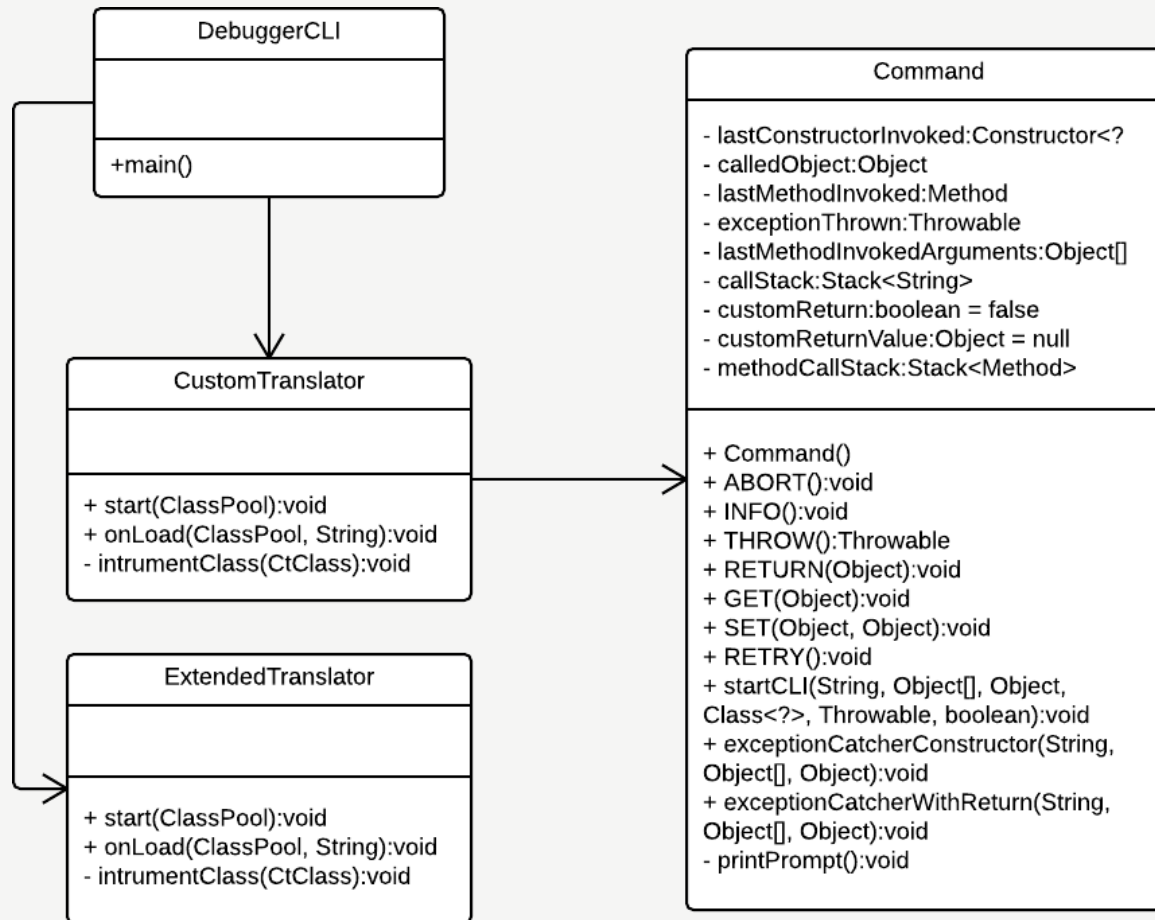 DebuggerCLI
+main()
CustomTranslator
+ start(ClassPool):void
+ onLoad(ClassPool, String):void
- intrumentClass(CtClass):void
ExtendedTranslator
+ start(ClassPool):void
+ onLoad(ClassPool, String):void
- intrumentClass(CtClass):void
Command
- lastConstructorInvoked:Constructor<?
- calledObject:Object
- lastMethodInvoked:Method
- exceptionThrown:Throwable
- lastMethodInvokedArguments:Object[]
- callStack:Stack<String>
- customReturn:boolean = false
- customReturnValue:Object = null
- methodCallStack:Stack<Method>
+ Command()
+ ABORT():void
+ INFO():void
+ THROW():Throwable
+ RETURN(Object):void
+ GET(Object):void
+ SET(Object, Object):void
+ RETRY():void
+ startCLI(String, Object[], Object,
Class<?>, Throwable, boolean):void
+ exceptionCatcherConstructor(String,
Object[], Object):void
+ exceptionCatcherWithReturn(String,
Object[], Object):void
- printPrompt():void